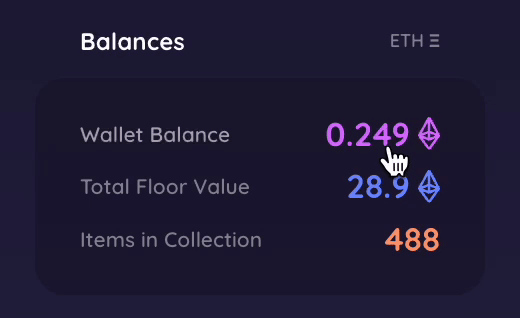 Balances ETH Ξ
Wallet Balance 0.249
Total Floor Value 28.9
Items in Collection 488